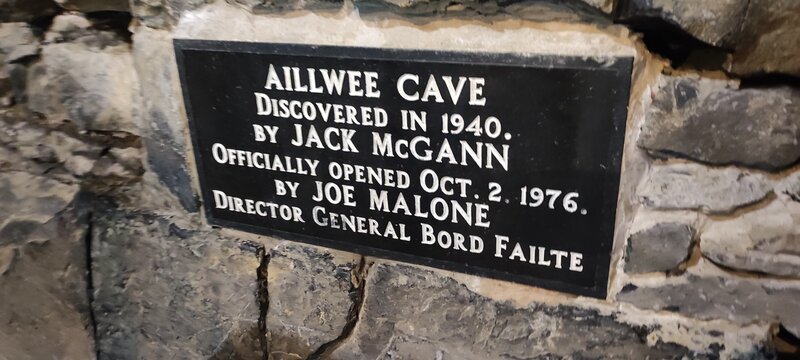 AILLWEE CAVE
DISCOVERED IN 1940.
BY JACK MCGANN
OFFICIALLY OPENED OCT. 2. 1976.
BY JOE MALONE
DIRECTOR GENERAL BORD FAILTE